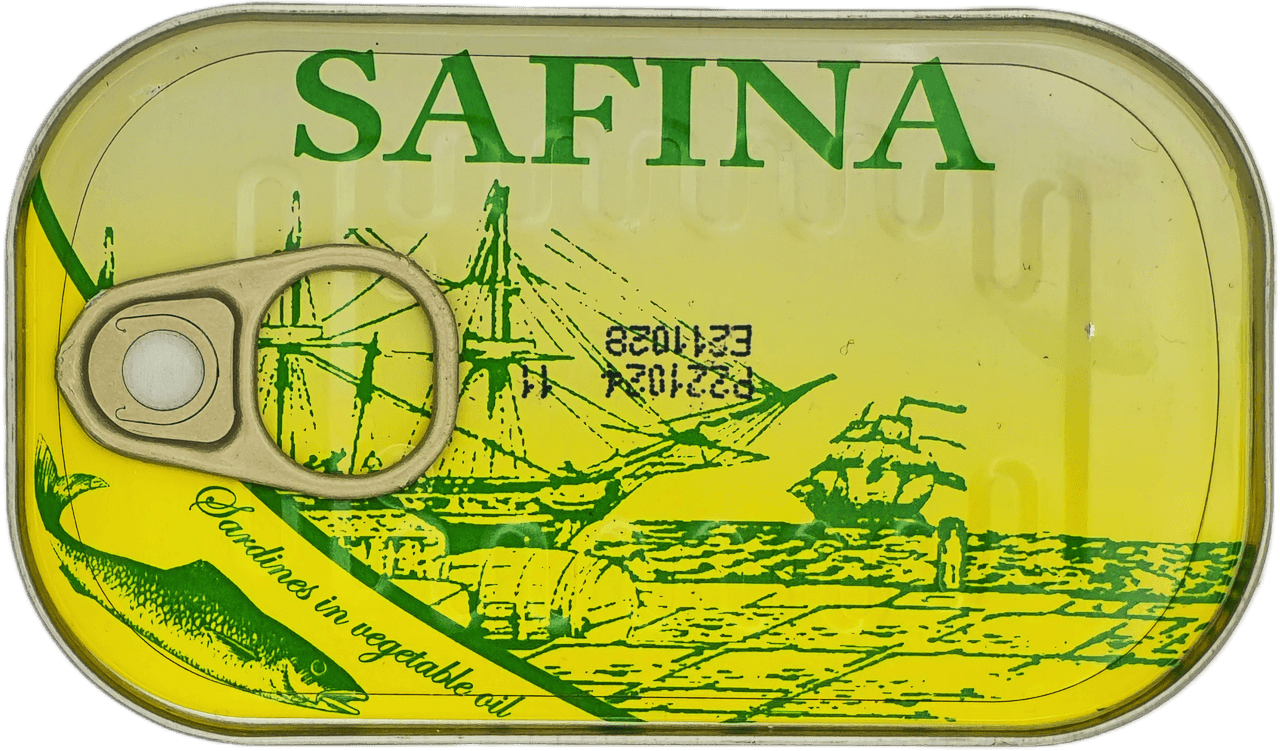 SAFINA
P221024 11
E211028
Sardines in vegetable oil